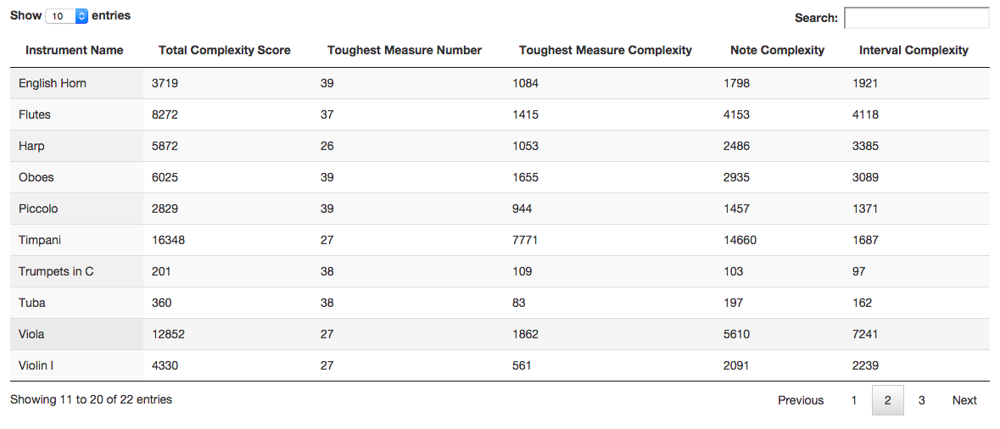 Show 10 entries Search:
Instrument Name Total Complexity Score Toughest Measure Number Toughest Measure Complexity Note Complexity Interval Complexity
English Horn 3719 39 1084 1798 1921
Flutes 8272 37 1415 4153 4118
Harp 5872 26 1053 2486 3385
Oboes 6025 39 1655 2935 3089
Piccolo 2829 39 944 1457 1371
Timpani 16348 27 7771 14660 1687
Trumpets in C 201 38 109 103 97
Tuba 360 38 83 197 162
Viola 12852 27 1862 5610 7241
Violin I 4330 27 561 2091 2239
Showing 11 to 20 of 22 entries Previous 1 2 3 Next